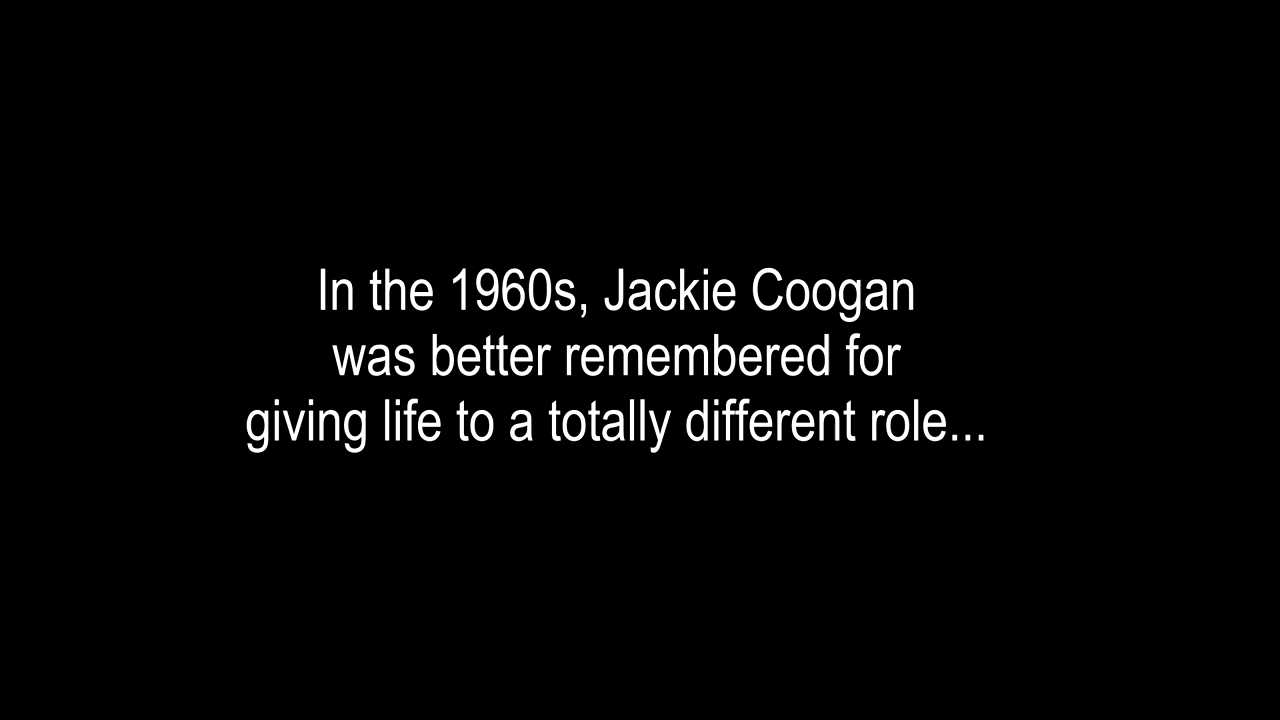 In the 1960s, Jackie Coogan
was better remembered for
giving life to a totally different role...